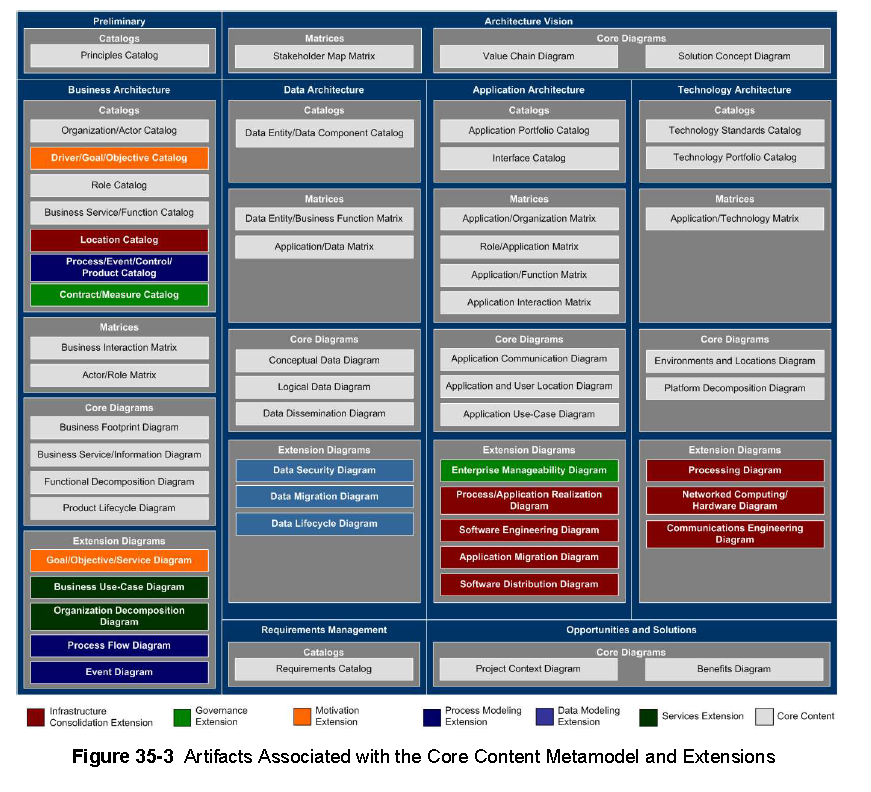 Preliminary
Catalogs
Principles Catalog
Architecture Vision
Matrices
Stakeholder Map Matrix
Core Diagrams
Value Chain Diagram
Solution Concept Diagram
Business Architecture
Catalogs
Organization/Actor Catalog
Driver/Goal/Objective Catalog
Role Catalog
Business Service/Function Catalog
Location Catalog
Process/Event/Control/
Product Catalog
Contract/Measure Catalog
Matrices
Business Interaction Matrix
Actor/Role Matrix
Core Diagrams
Business Footprint Diagram
Business Service/Information Diagram
Functional Decomposition Diagram
Product Lifecycle Diagram
Extension Diagrams
Goal/Objective/Service Diagram
Business Use-Case Diagram
Organization Decomposition
Diagram
Process Flow Diagram
Event Diagram
Data Architecture
Catalogs
Data Entity/Data Component Catalog
Matrices
Data Entity/Business Function Matrix
Application/Data Matrix
Core Diagrams
Conceptual Data Diagram
Logical Data Diagram
Data Dissemination Diagram
Extension Diagrams
Data Security Diagram
Data Migration Diagram
Data Lifecycle Diagram
Application Architecture
Catalogs
Application Portfolio Catalog
Interface Catalog
Matrices
Application/Organization Matrix
Role/Application Matrix
Application/Function Matrix
Application Interaction Matrix
Core Diagrams
Application Communication Diagram
Application and User Location Diagram
Application Use-Case Diagram
Extension Diagrams
Enterprise Manageability Diagram
Process/Application Realization
Diagram
Software Engineering Diagram
Application Migration Diagram
Software Distribution Diagram
Technology Architecture
Catalogs
Technology Standards Catalog
Technology Portfolio Catalog
Matrices
Application/Technology Matrix
Core Diagrams
Environments and Locations Diagram
Platform Decomposition Diagram
Extension Diagrams
Processing Diagram
Networked Computing/
Hardware Diagram
Communications Engineering
Diagram
Requirements Management
Catalogs
Requirements Catalog
Opportunities and Solutions
Core Diagrams
Project Context Diagram
Benefits Diagram
Infrastructure
Consolidation Extension
Governance
Extension
Motivation
Extension
Process Modeling
Extension
Data Modeling
Extension
Services Extension
Core Content
Figure 35-3 Artifacts Associated with the Core Content Metamodel and Extensions